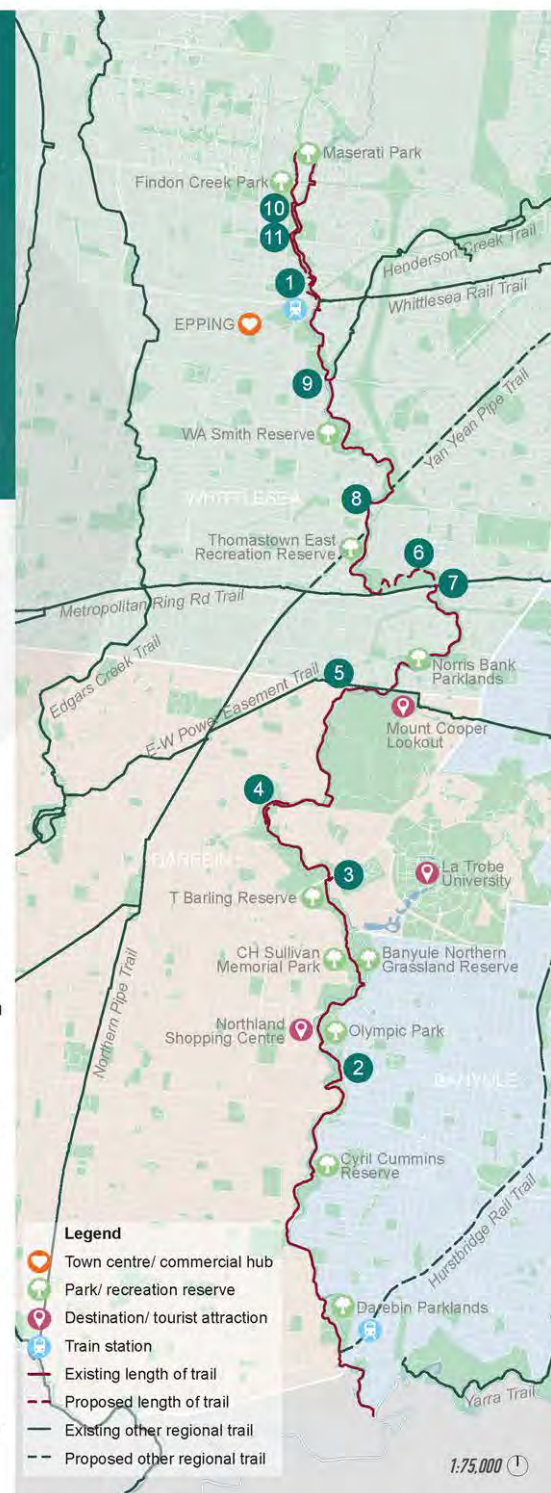 Maserati Park
Findon Creek Park
10
11
Henderson Creek Trail
1
Whittlesea Rail Trail
EPPING
9
WA Smith Reserve
Yan Yean Pipe Trail
WHITTLESEA
8
Thomastown East
Recreation Reserve
6
7
Metropolitan Ring Rd Trail
Edgars Creek Trail
5
Norris Bank
Parklands
E-W Power Easement Trail
Mount Cooper
Lookout
4
DAREBIN
3
La Trobe
University
T Barling Reserve
CH Sullivan
Memorial Park
Banyule Northern
Grassland Reserve
Northern Pipe Trail
Northland
Shopping Centre
Olympic Park
2
BANYULE
Cyril Cummins
Reserve
Hurstbridge Rail Trail
Darebin Parklands
Yarra Trail
Legend
Town centre/ commercial hub
Park/ recreation reserve
Destination/ tourist attraction
Train station
Existing length of trail
Proposed length of trail
Existing other regional trail
Proposed other regional trail
1:75,000